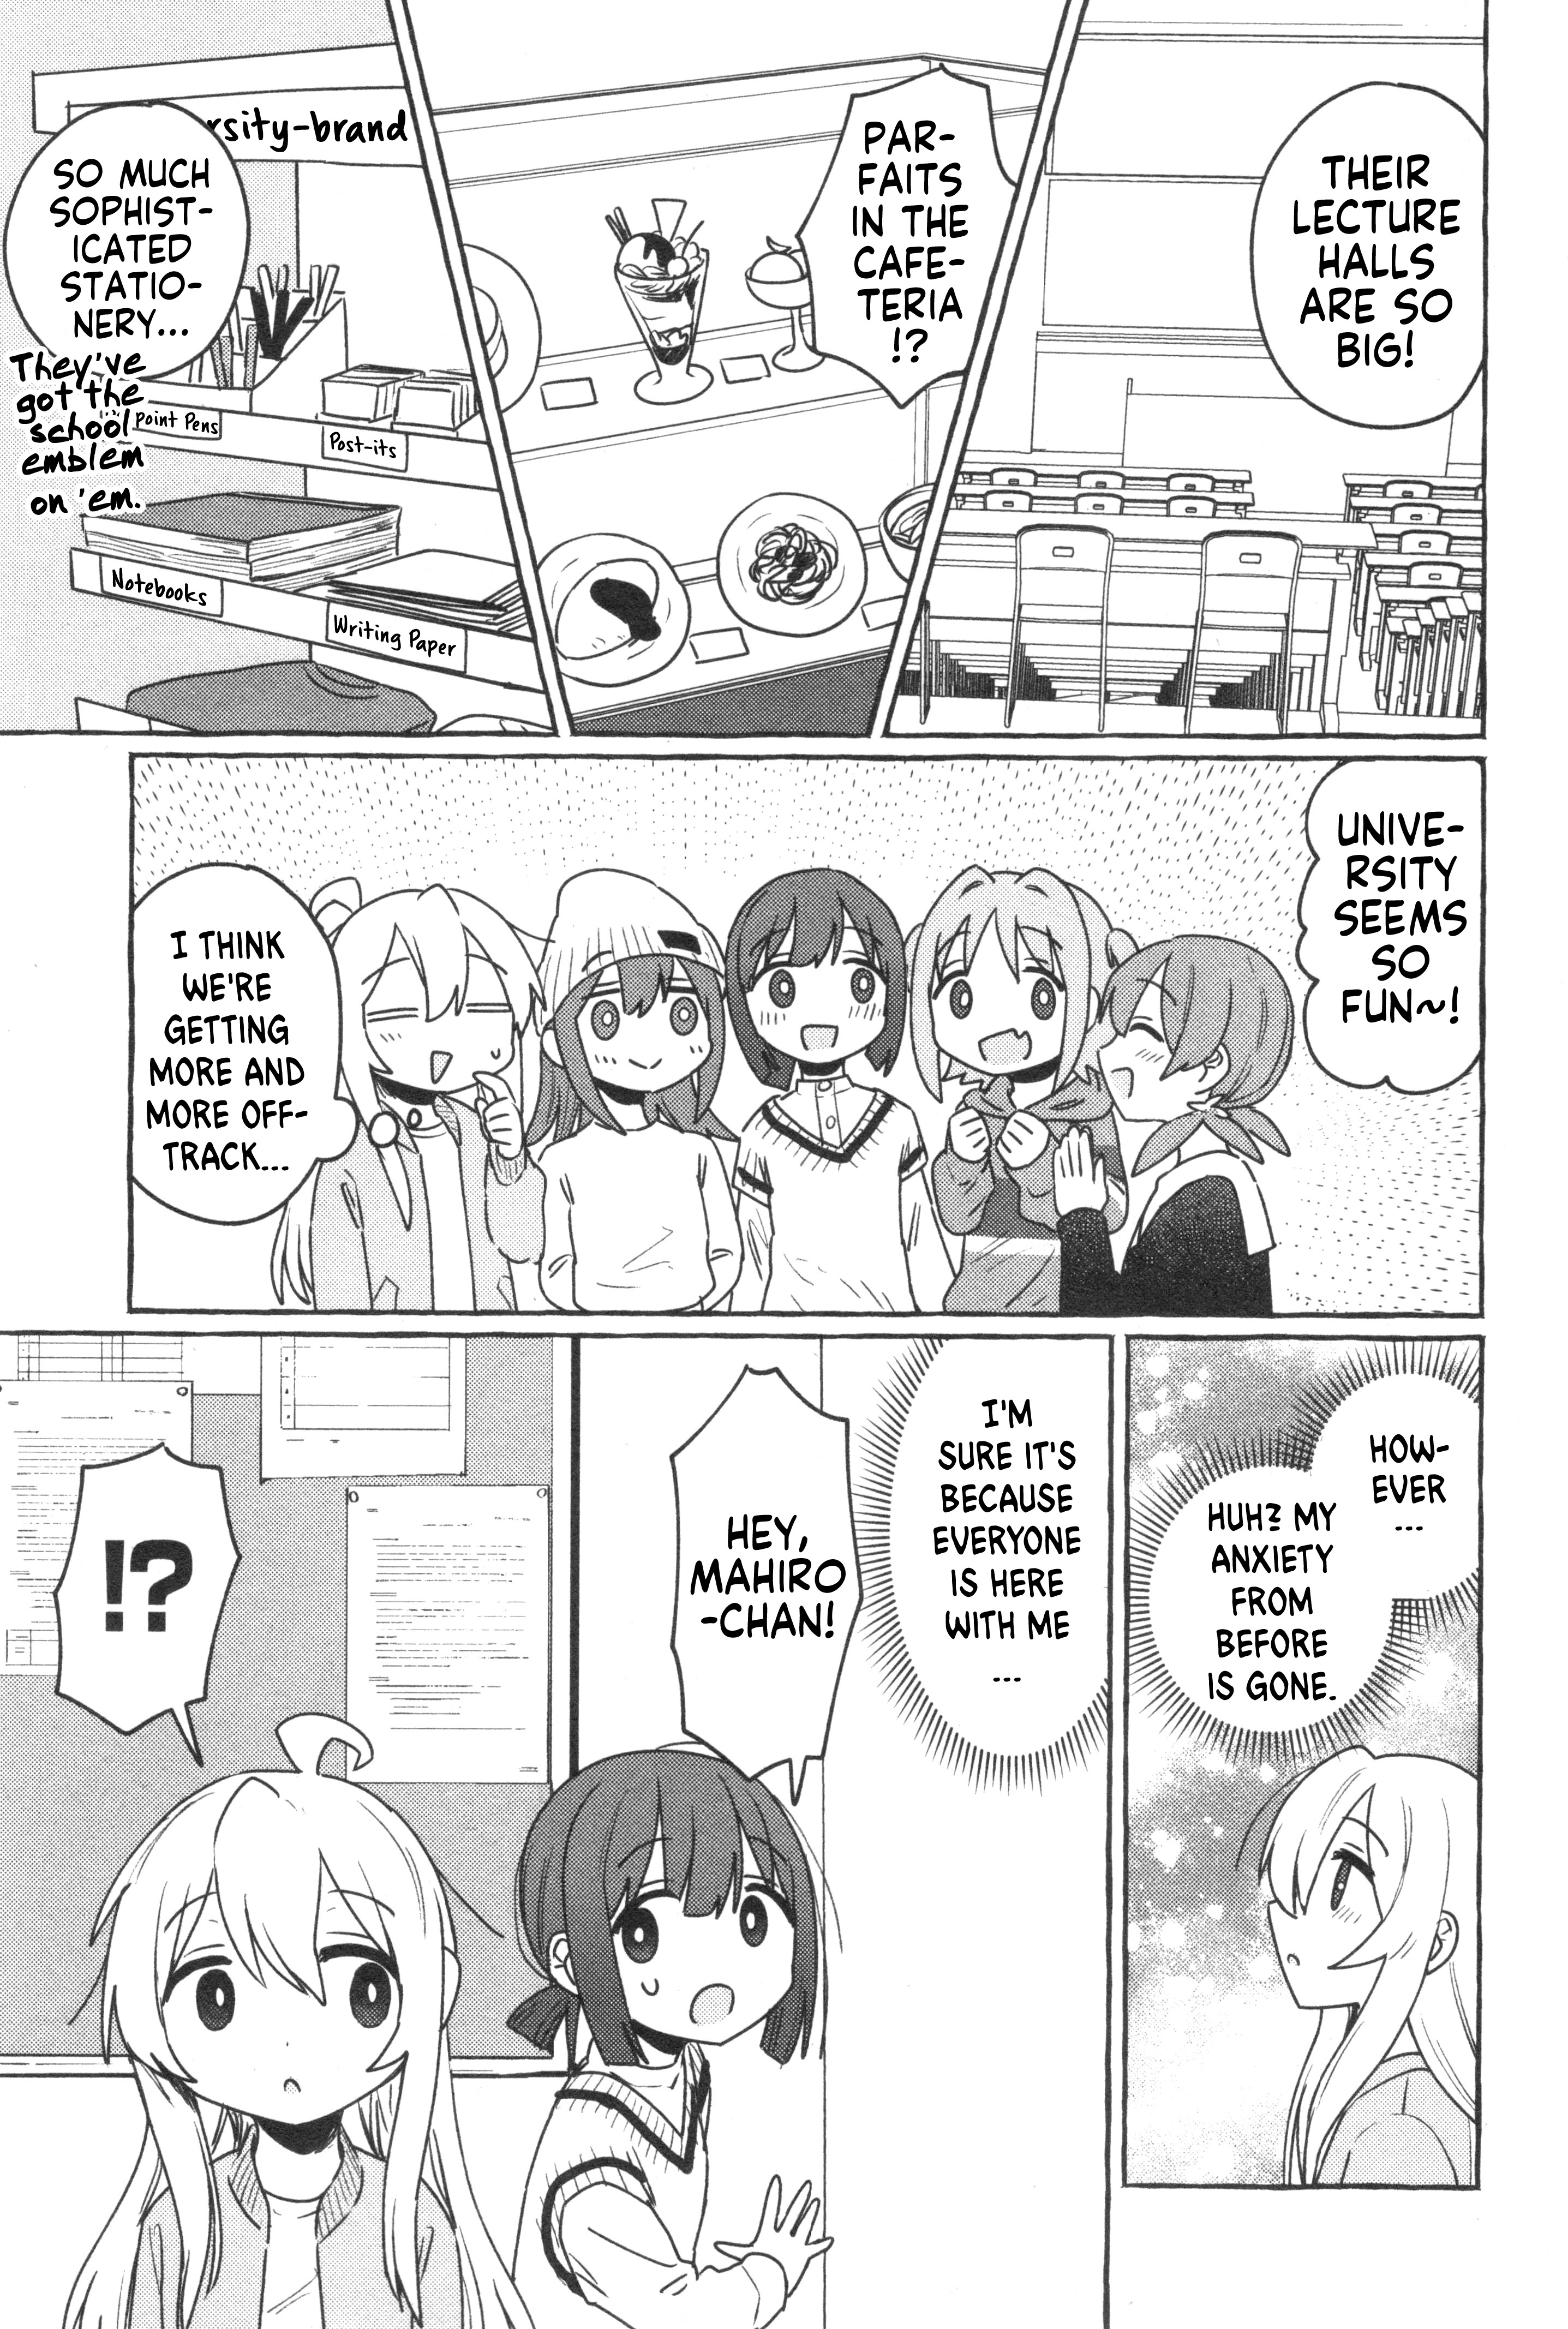 THEIR
LECTURE
HALLS
ARE SO
BIG!
PAR-
FAITS
IN THE
CAFE-
TERIA
!?
rsity-brand
SO MUCH
SOPHIST-
ICATED
STATIO-
NERY...
They've
got the
school
emblem
on 'em.
Point Pens
Post-its
Notebooks
Writing Paper
UNIVE-
RSITY
SEEMS
SO
FUN~!
I THINK
WE'RE
GETTING
MORE AND
MORE OFF-
TRACK...
HOW-
EVER
...
HUH? MY
ANXIETY
FROM
BEFORE
IS GONE.
I'M
SURE IT'S
BECAUSE
EVERYONE
IS HERE
WITH ME
...
HEY,
MAHIRO
-CHAN!
!?